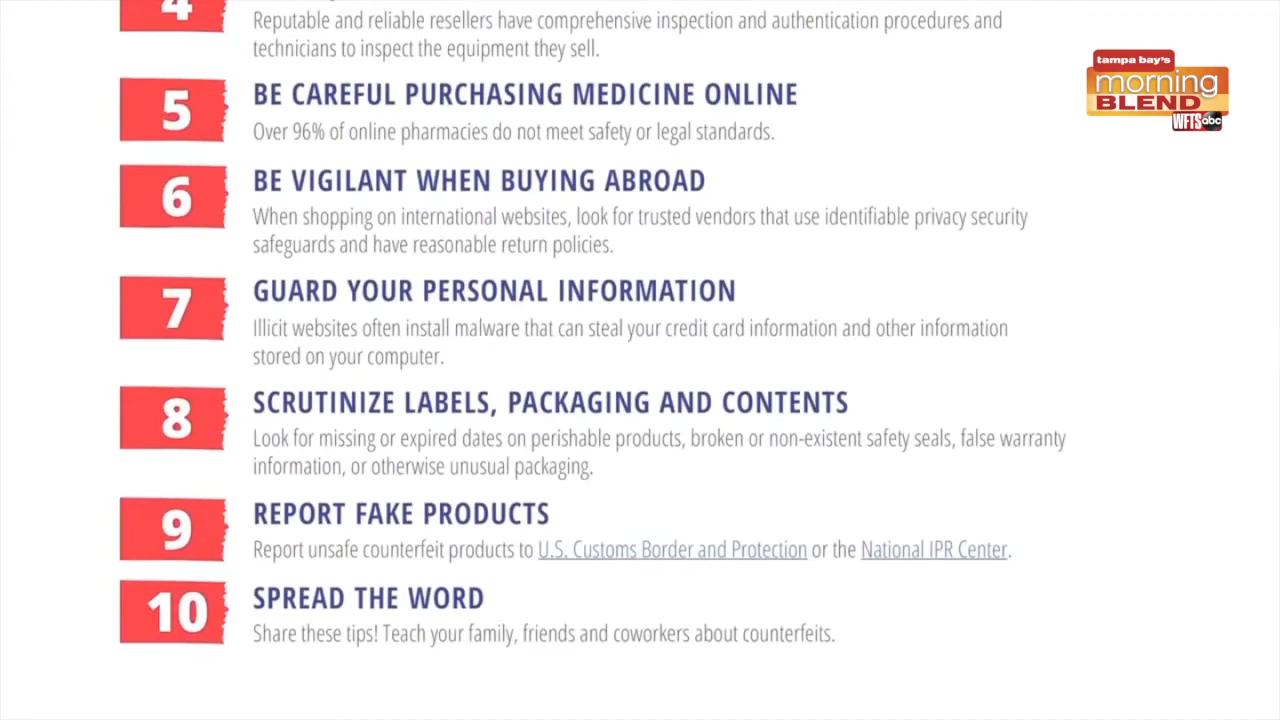 4
Reputable and reliable resellers have comprehensive inspection and authentication procedures and
technicians to inspect the equipment they sell.
tampa bay's
morning
BLEND
WFTS abc
5
BE CAREFUL PURCHASING MEDICINE ONLINE
Over 96% of online pharmacies do not meet safety or legal standards.
6
BE VIGILANT WHEN BUYING ABROAD
When shopping on international websites, look for trusted vendors that use identifiable privacy security
safeguards and have reasonable return policies.
7
GUARD YOUR PERSONAL INFORMATION
Illicit websites often install malware that can steal your credit card information and other information
stored on your computer.
8
SCRUTINIZE LABELS, PACKAGING AND CONTENTS
Look for missing or expired dates on perishable products, broken or non-existent safety seals, false warranty
information, or otherwise unusual packaging.
9
REPORT FAKE PRODUCTS
Report unsafe counterfeit products to U.S. Customs Border and Protection or the National IPR Center.
10
SPREAD THE WORD
Share these tips! Teach your family, friends and coworkers about counterfeits.